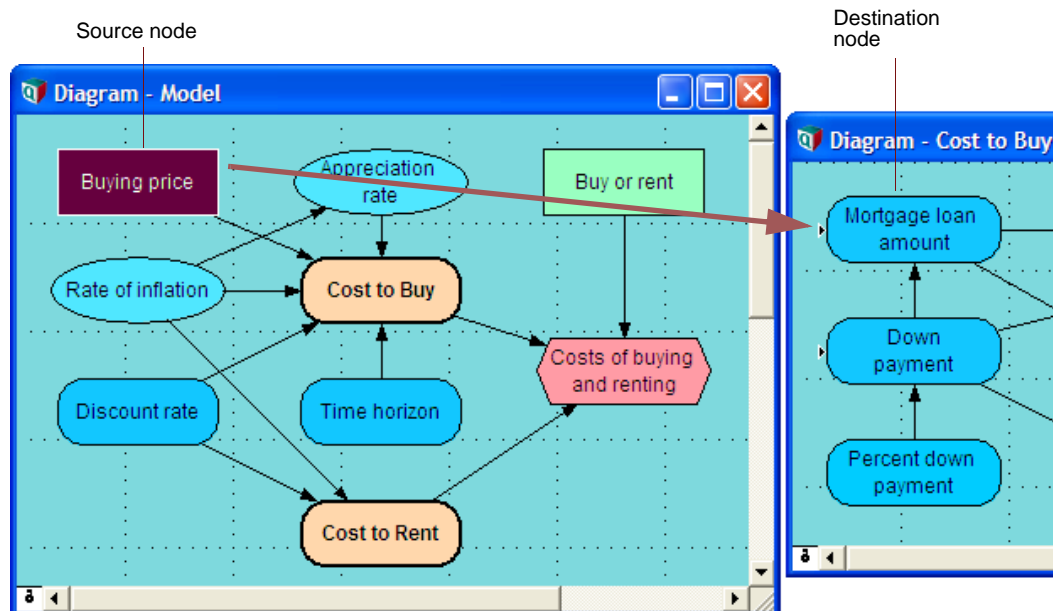 Source node
Destination
node
Diagram - Model
Diagram - Cost to Buy
Buying price
Appreciation
rate
Buy or rent
Mortgage loan
amount
Rate of inflation
Cost to Buy
Costs of buying
and renting
Down
payment
Discount rate
Time horizon
Percent down
payment
Cost to Rent